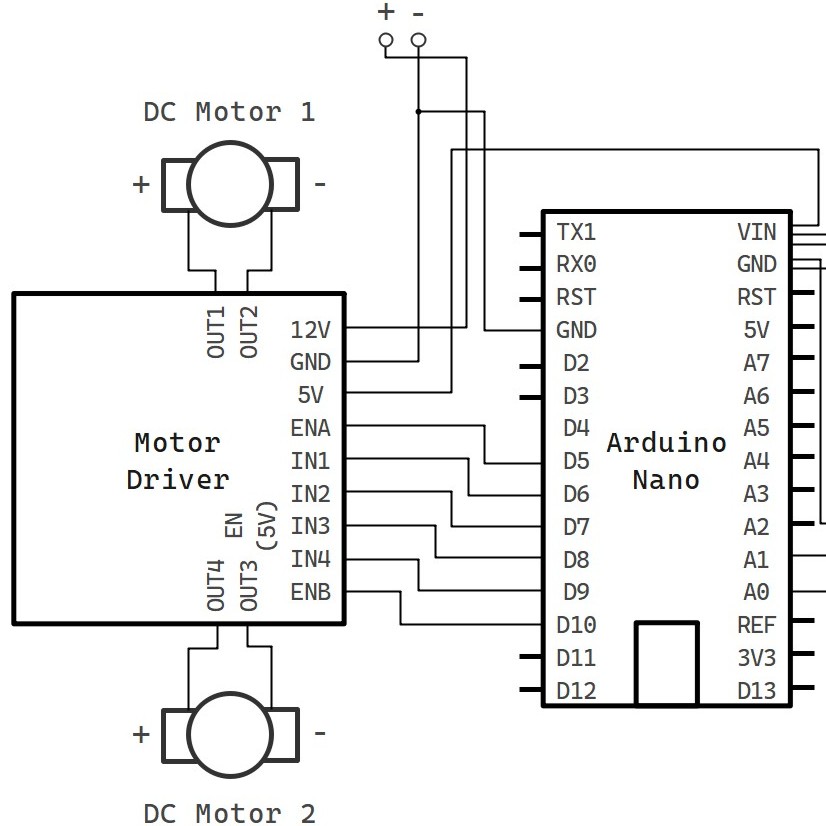 + -
DC Motor 1
+ -
OUT1
OUT2
12V
GND
5V
ENA
IN1
IN2
IN3
IN4
ENB
Motor
Driver
EN
(5V)
OUT4
OUT3
+ -
DC Motor 2
TX1
RX0
RST
GND
D2
D3
D4
D5
D6
D7
D8
D9
D10
D11
D12
Arduino
Nano
VIN
GND
RST
5V
A7
A6
A5
A4
A3
A2
A1
A0
REF
3V3
D13